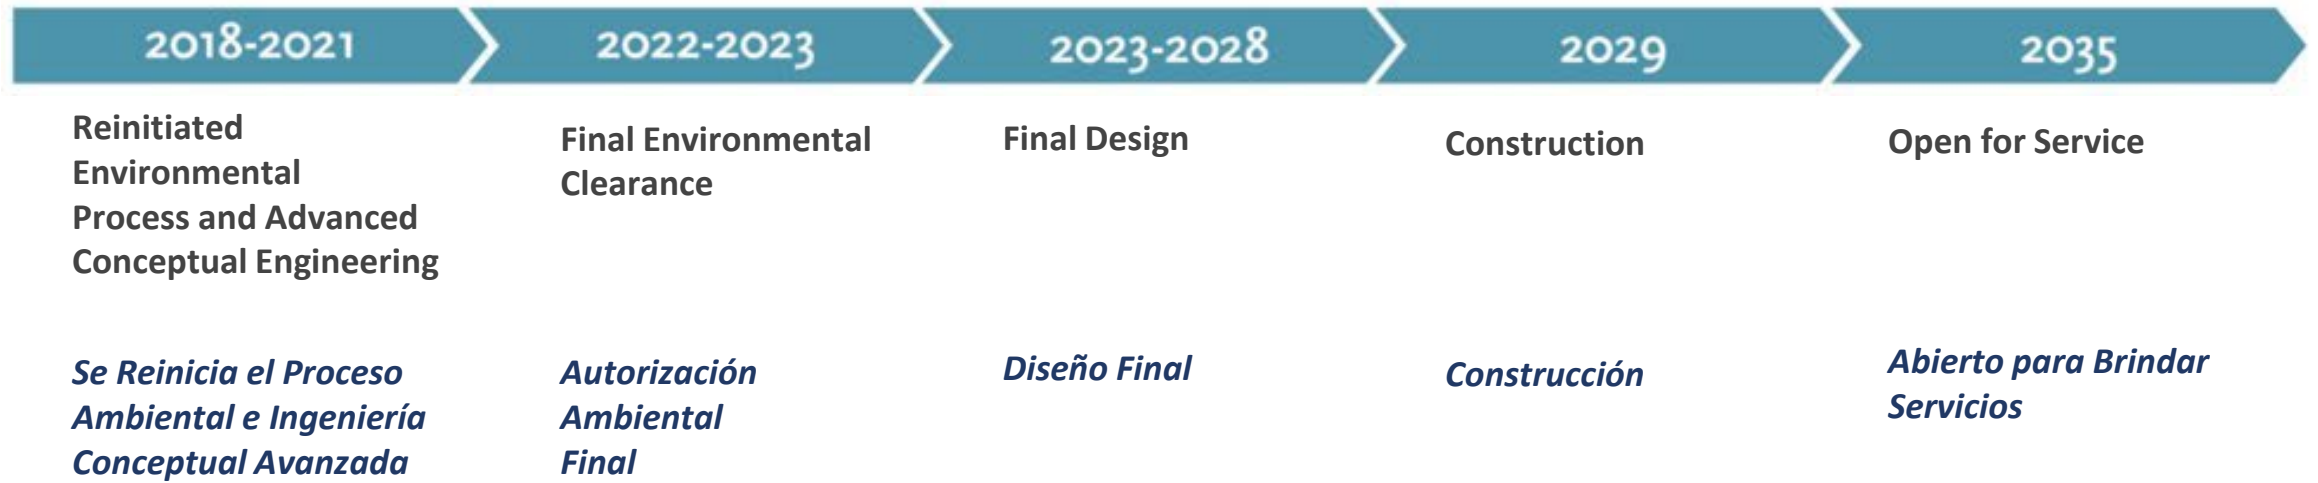 2018-2021
2022-2023
2023-2028
2029
2035
Reinitiated
Environmental
Process and Advanced
Conceptual Engineering
Final Environmental
Clearance
Final Design
Construction
Open for Service
Se Reinicia el Proceso
Ambiental e Ingeniería
Conceptual Avanzada
Autorización
Ambiental
Final
Diseño Final
Construcción
Abierto para Brindar
Servicios